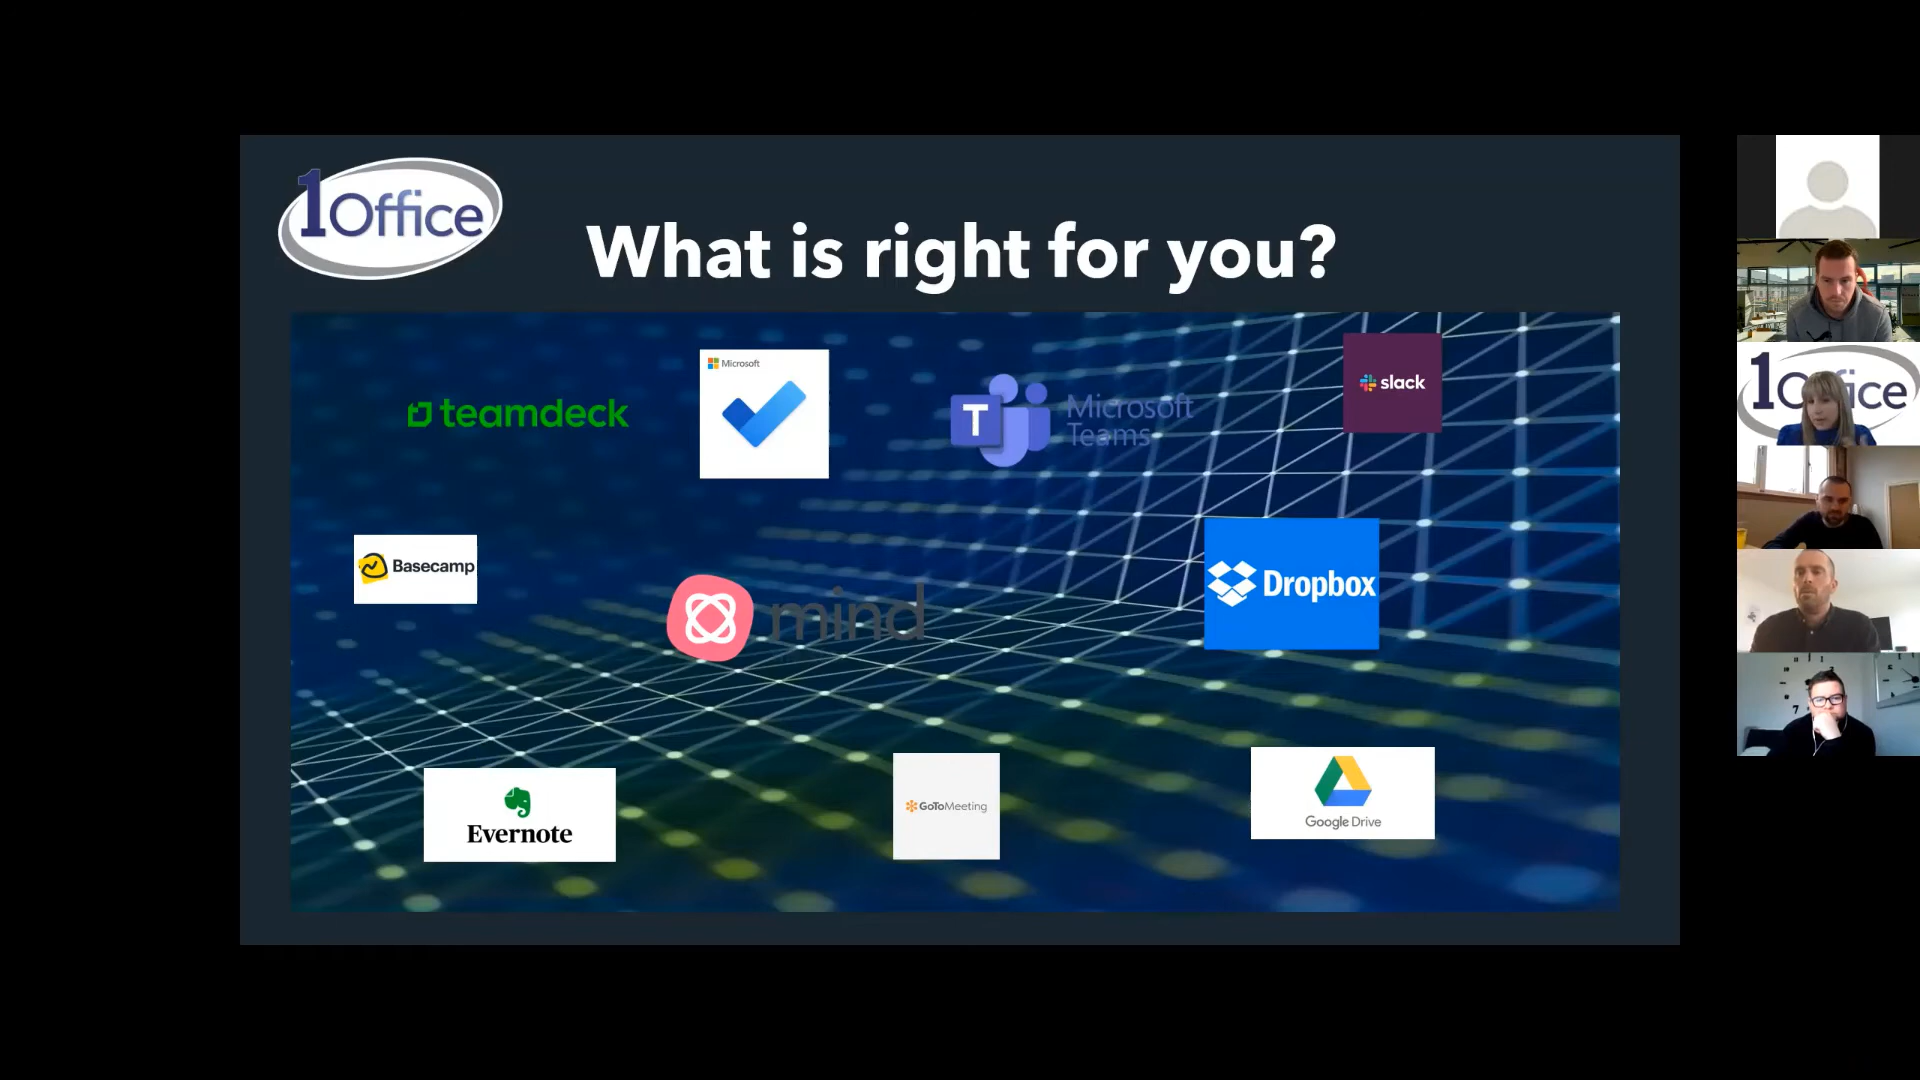 1Office
What is right for you?
Microsoft
slack
teamdeck
T
Microsoft
Teams
Basecamp
Dropbox
mind
Evernote
GoToMeeting
Google Drive
1Office
7